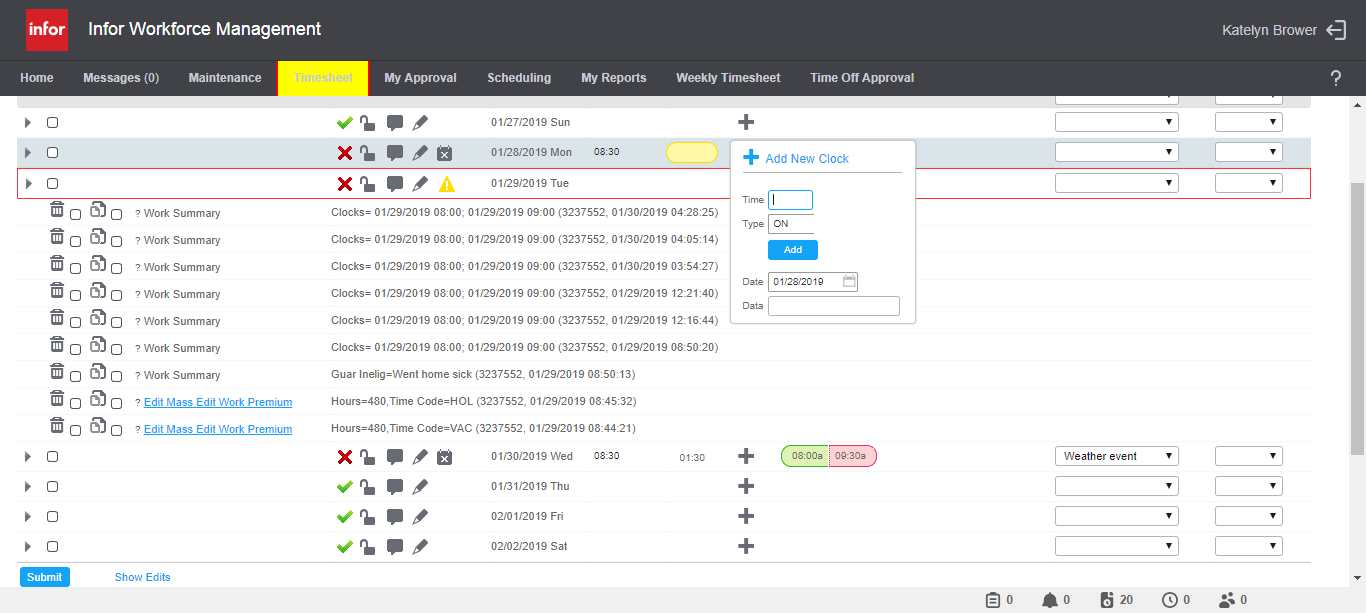 infor Infor Workforce Management Katelyn Brower
Home Messages (0) Maintenance Timesheet My Approval Scheduling My Reports Weekly Timesheet Time Off Approval ?
01/27/2019 Sun
01/28/2019 Mon 08:30
Add New Clock
01/29/2019 Tue
Time
Type ON
Add
Date 01/28/2019
Data
? Work Summary Clocks= 01/29/2019 08:00; 01/29/2019 09:00 (3237552, 01/30/2019 04:28:25)
? Work Summary Clocks= 01/29/2019 08:00; 01/29/2019 09:00 (3237552, 01/30/2019 04:05:14)
? Work Summary Clocks= 01/29/2019 08:00; 01/29/2019 09:00 (3237552, 01/30/2019 03:54:27)
? Work Summary Clocks= 01/29/2019 08:00; 01/29/2019 09:00 (3237552, 01/29/2019 12:21:40)
? Work Summary Clocks= 01/29/2019 08:00; 01/29/2019 09:00 (3237552, 01/29/2019 12:16:44)
? Work Summary Clocks= 01/29/2019 08:00; 01/29/2019 09:00 (3237552, 01/29/2019 08:50:20)
? Work Summary Guar Inelig=Went home sick (3237552, 01/29/2019 08:50:13)
? Edit Mass Edit Work Premium Hours=480,Time Code=HOL (3237552, 01/29/2019 08:45:32)
? Edit Mass Edit Work Premium Hours=480,Time Code=VAC (3237552, 01/29/2019 08:44:21)
01/30/2019 Wed 08:30 01:30 08:00a 09:30a Weather event
01/31/2019 Thu
02/01/2019 Fri
02/02/2019 Sat
Submit Show Edits
0 0 20 0 0